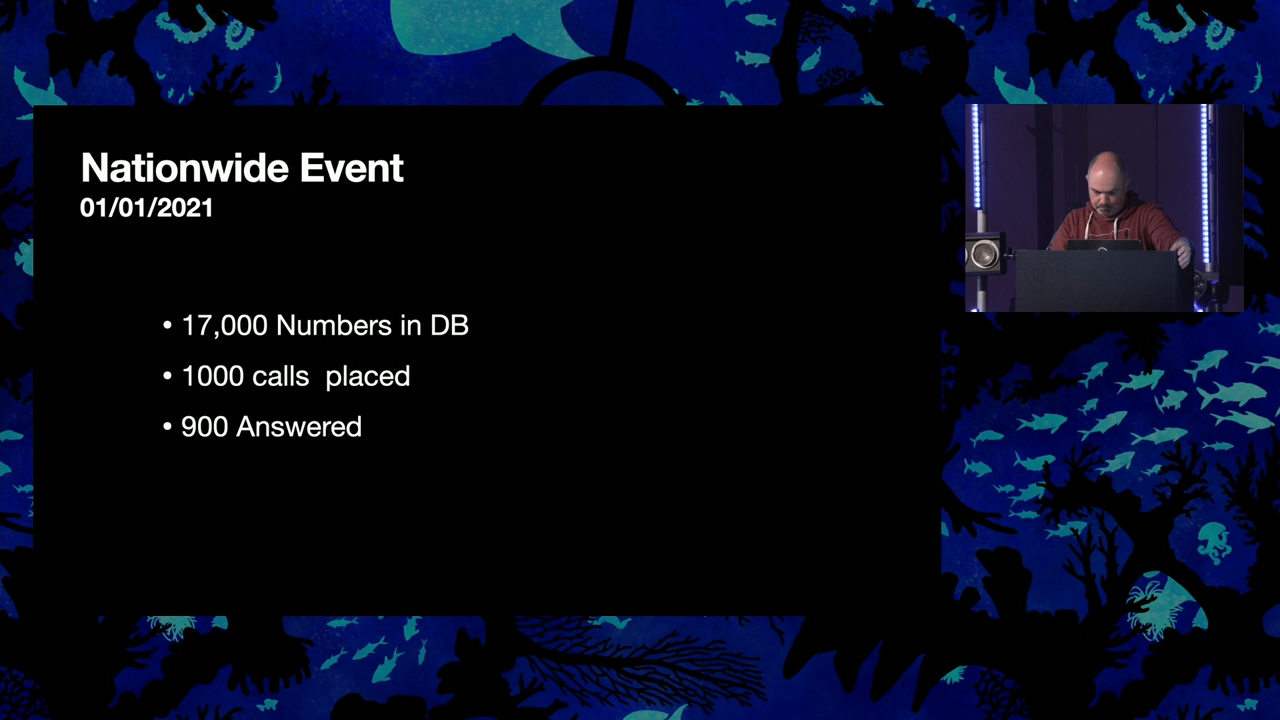 Nationwide Event
01/01/2021
• 17,000 Numbers in DB
• 1000 calls  placed
• 900 Answered